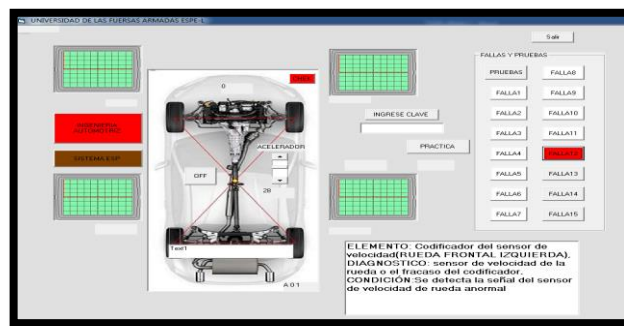 UNIVERSIDAD DE LAS FUERSAS ARMADAS ESPE-L
Salir
FALLAS Y PRUEBAS
PRUEBAS
FALLA8
FALLA1
FALLA9
FALLA2
FALLA10
FALLA3
FALLA11
FALLA4
FALLA12
FALLA5
FALLA13
FALLA6
FALLA14
FALLA7
FALLA15
0
INGRESE CLAVE
PRACTICA
INGENIERIA
AUTOMOTRIZ
SISTEMA ESP
ACELERADOR
OFF
28
Text1
A 0.1
ELEMENTO: Codificador del sensor de
velocidad(RUEDA FRONTAL IZQUIERDA),
DIAGNOSTICO: sensor de velocidad de la
rueda o el fracaso del codificador.
CONDICIÓN:Se detecta la señal del sensor
de velocidad de rueda anormal